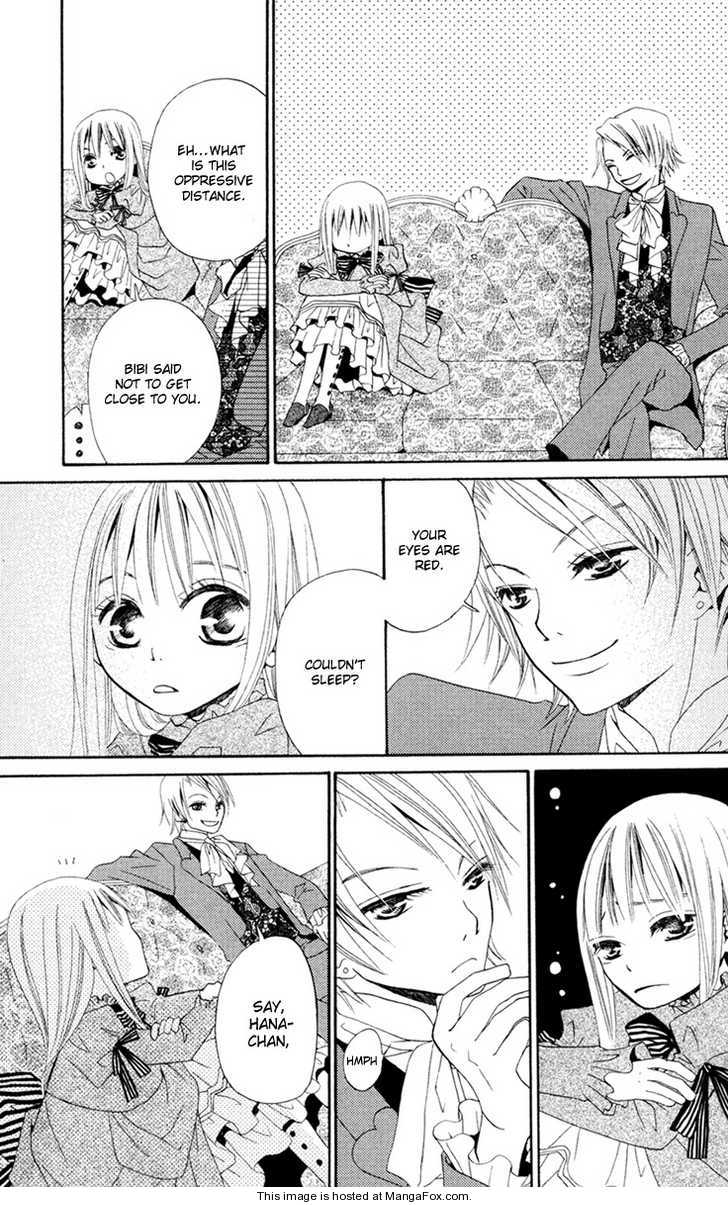 EH...WHAT
IS THIS
OPPRESSIVE
DISTANCE.
BIBI SAID
NOT TO GET
CLOSE TO YOU.
YOUR
EYES ARE
RED.
COULDN'T
SLEEP?
HMPH
SAY,
HANA-
CHAN,
This image is hosted at MangaFox.com.